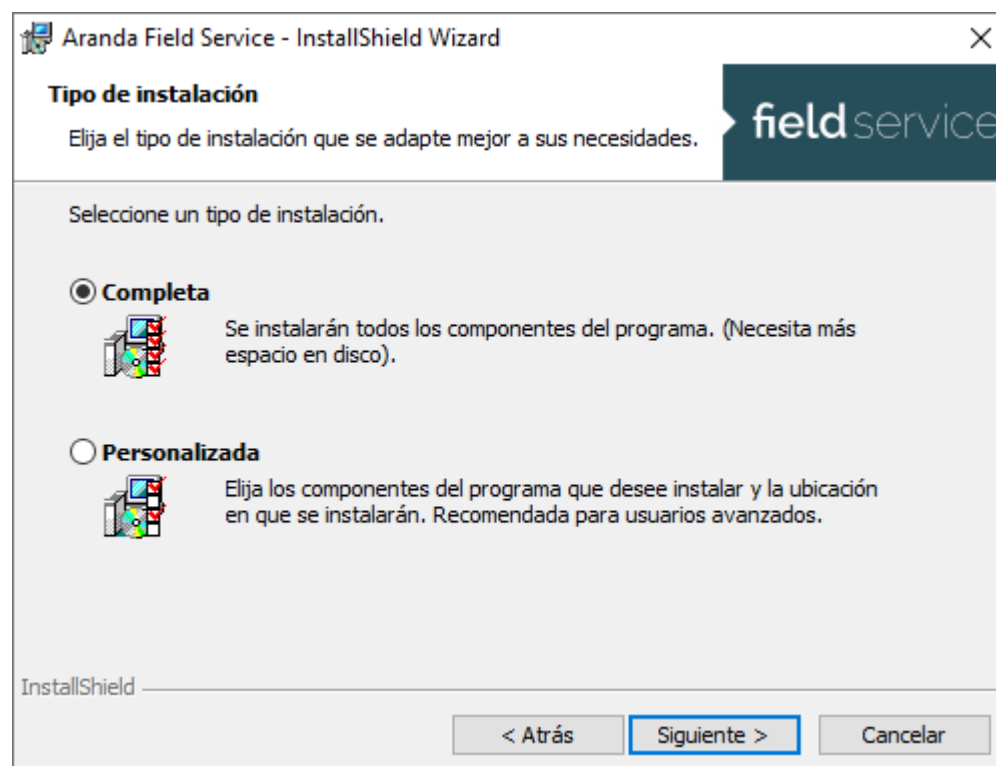 Aranda Field Service - InstallShield Wizard
Tipo de instalación
Elija el tipo de instalación que se adapte mejor a sus necesidades.
field service
Seleccione un tipo de instalación.
Completa
Se instalarán todos los componentes del programa. (Necesita más
espacio en disco).
Personalizada
Elija los componentes del programa que desee instalar y la ubicación
en que se instalarán. Recomendada para usuarios avanzados.
InstallShield
< Atrás
Siguiente >
Cancelar